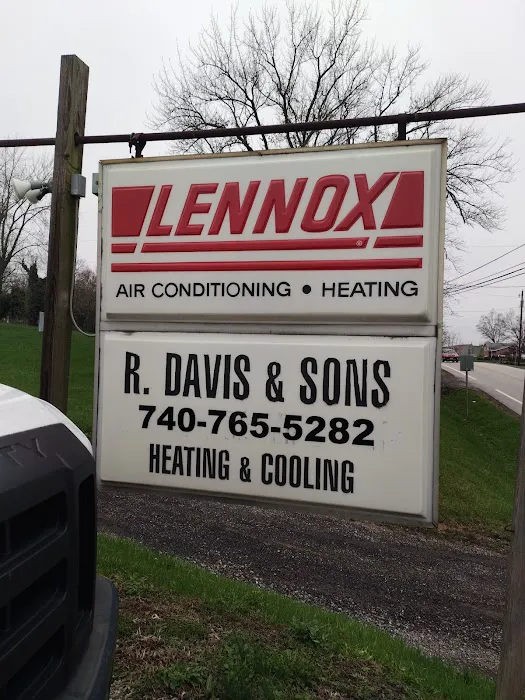 LENNOX
®
AIR CONDITIONING • HEATING
R. DAVIS & SONS
740-765-5282
HEATING & COOLING